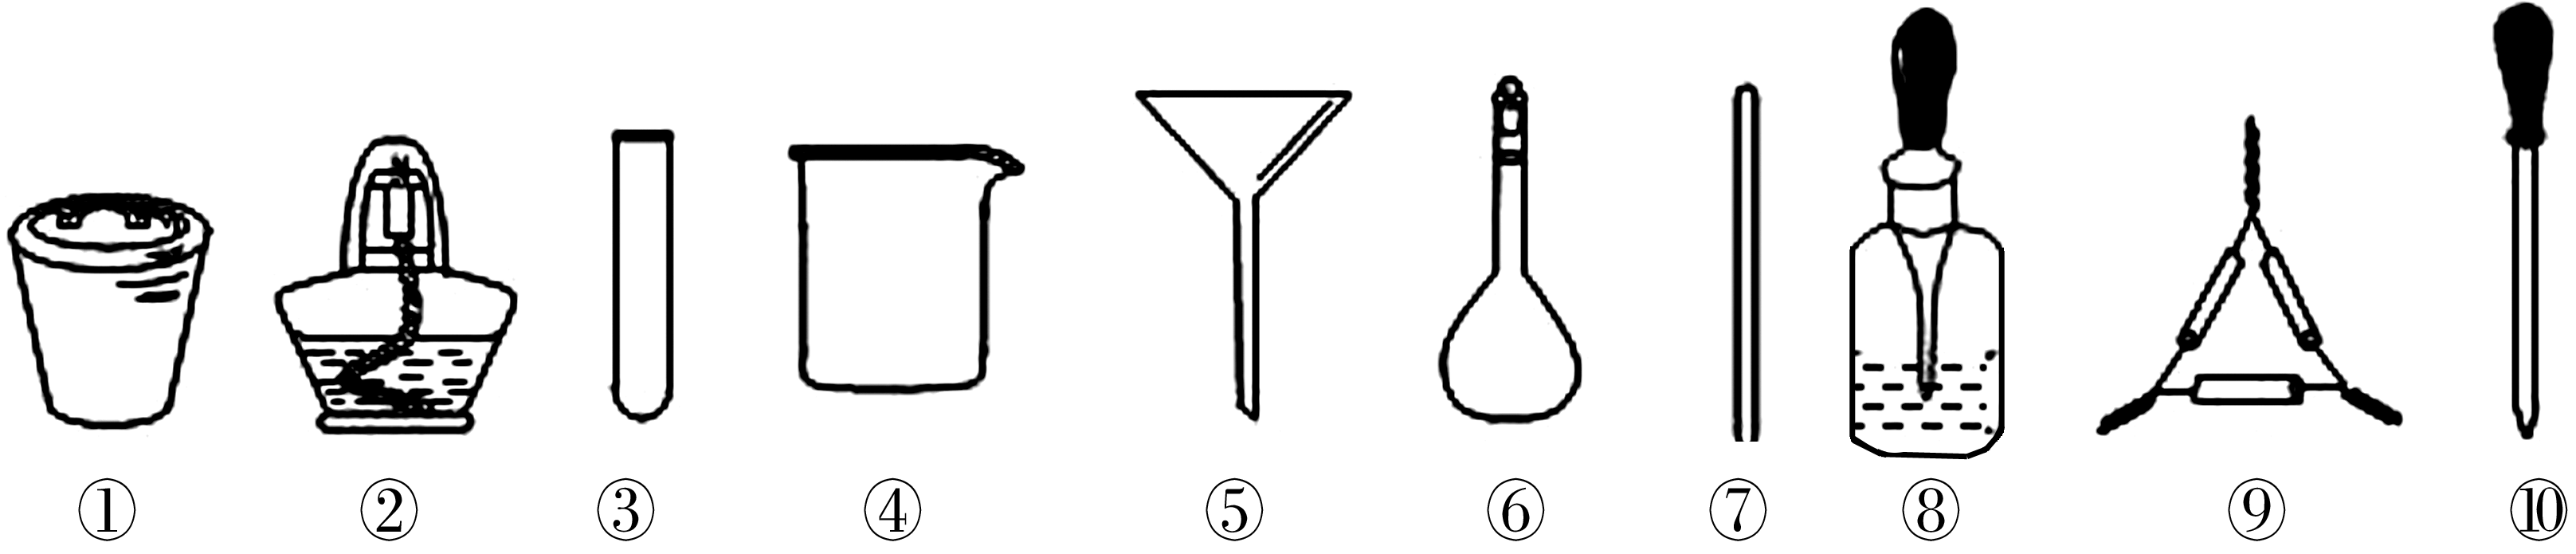 ① ② ③ ④ ⑤ ⑥ ⑦ ⑧ ⑨ ⑩